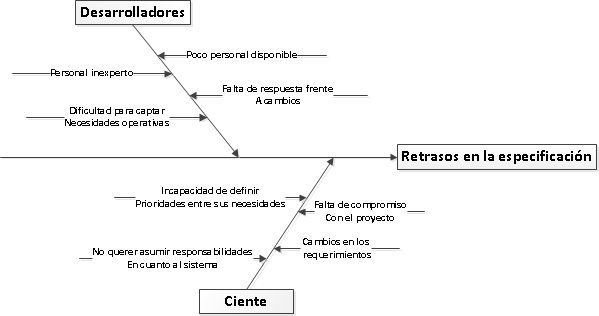 Desarrolladores
Poco personal disponible
Personal inexperto
Falta de respuesta frente
A cambios
Dificultad para captar
Necesidades operativas
Retrasos en la especificación
Incapacidad de definir
Prioridades entre sus necesidades
Falta de compromiso
Con el proyecto
Cambios en los
requerimientos
No querer asumir responsabilidades
En cuanto al sistema
Ciente